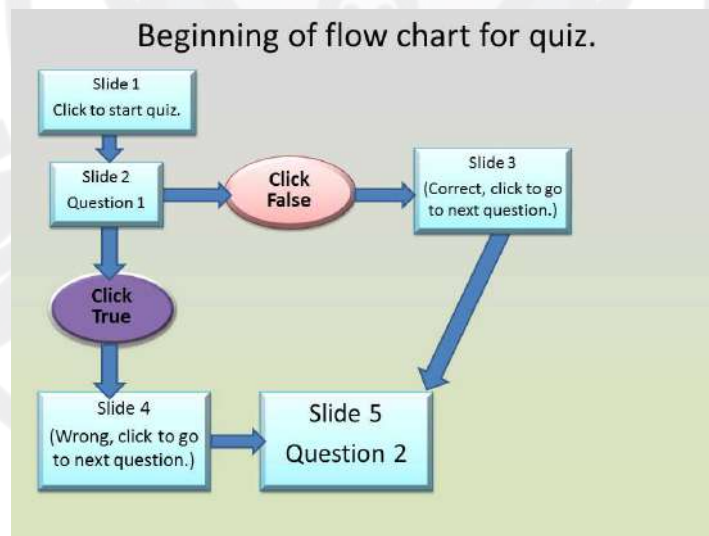 Beginning of flow chart for quiz.
Slide 1
Click to start quiz.
Slide 2
Question 1
Click
False
Slide 3
(Correct, click to go
to next question.)
Click
True
Slide 4
(Wrong, click to go
to next question.)
Slide 5
Question 2